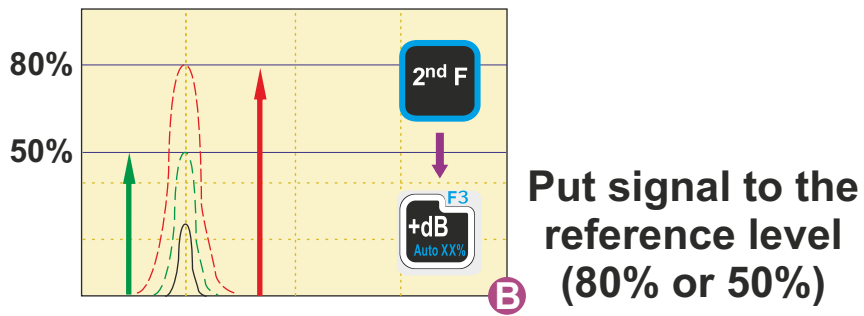 80%
50%
2nd F
F3
+dB
Auto XX%
B
Put signal to the
reference level
(80% or 50%)